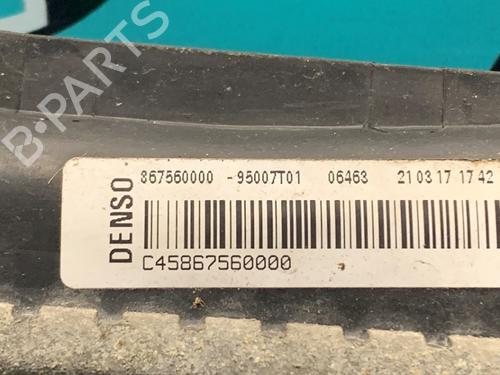 B-PARTS
DENSO
867560000 -95007T01 06463 21 03 17 17 42
C45867560000